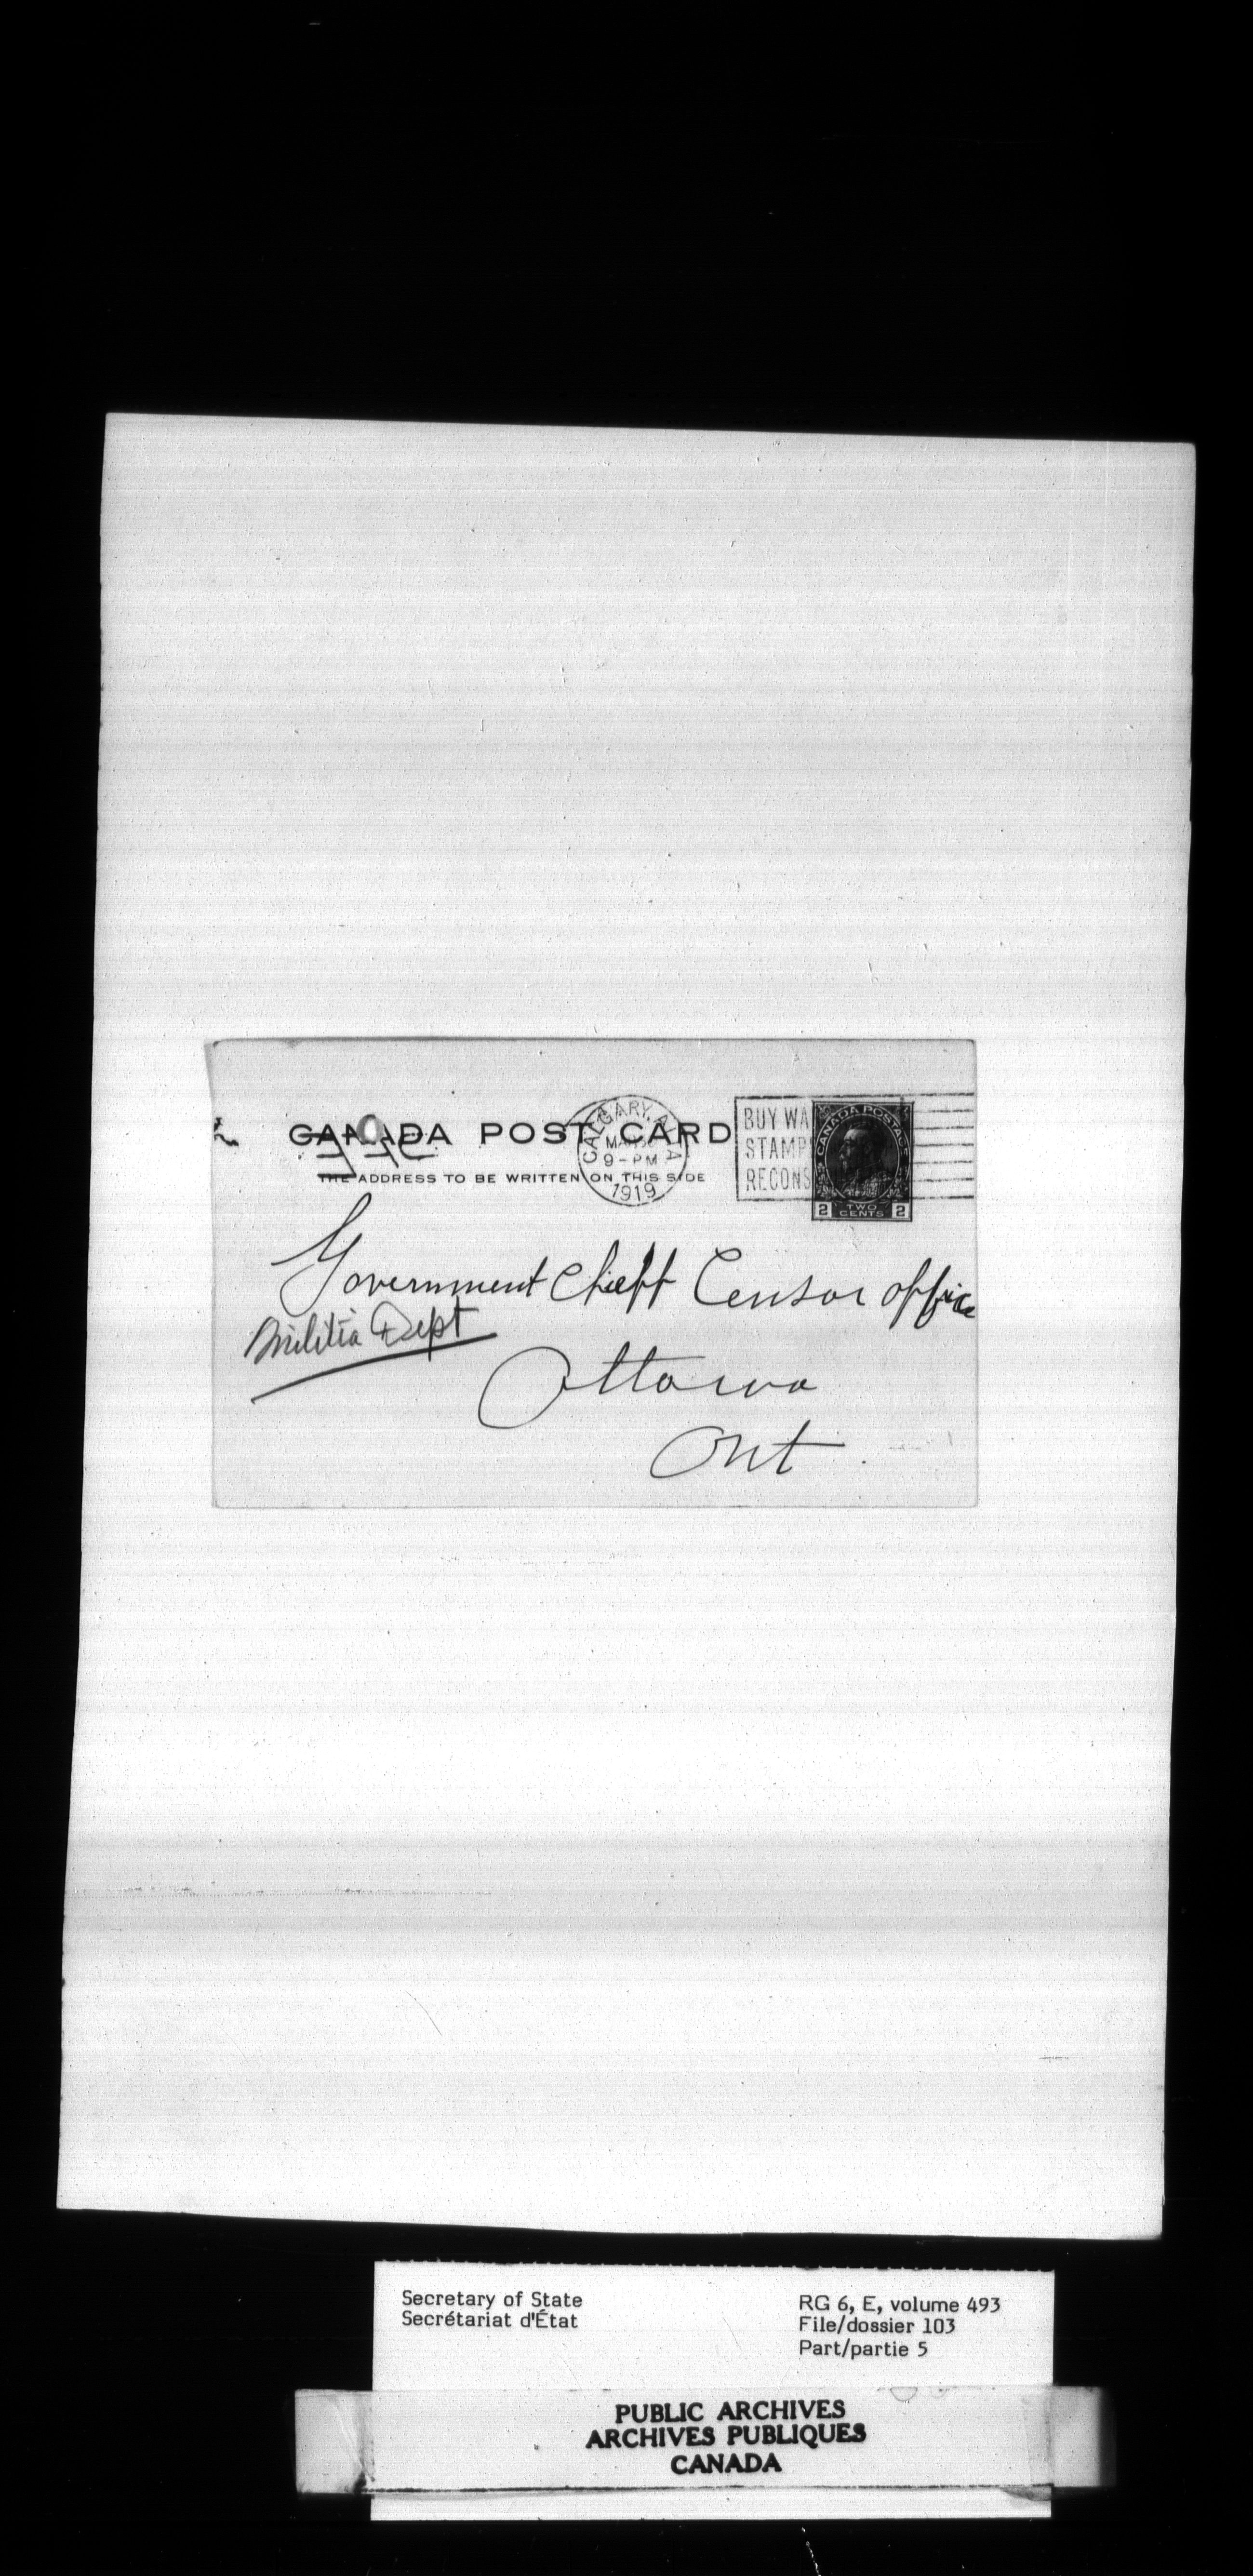 CANADA POST CARD
THE ADDRESS TO BE WRITTEN ON THIS SIDE
CALGARY, ALTA
9-PM
1919
BUY WA
STAMP
RECONS
CANADA POSTAGE
2 TWO CENTS 2
Government Chieff Censor office
Militia Dept
Ottawa
Ont
Secretary of State
Secrétariat d'État
RG 6, E, volume 493
File/dossier 103
Part/partie 5
PUBLIC ARCHIVES
ARCHIVES PUBLIQUES
CANADA